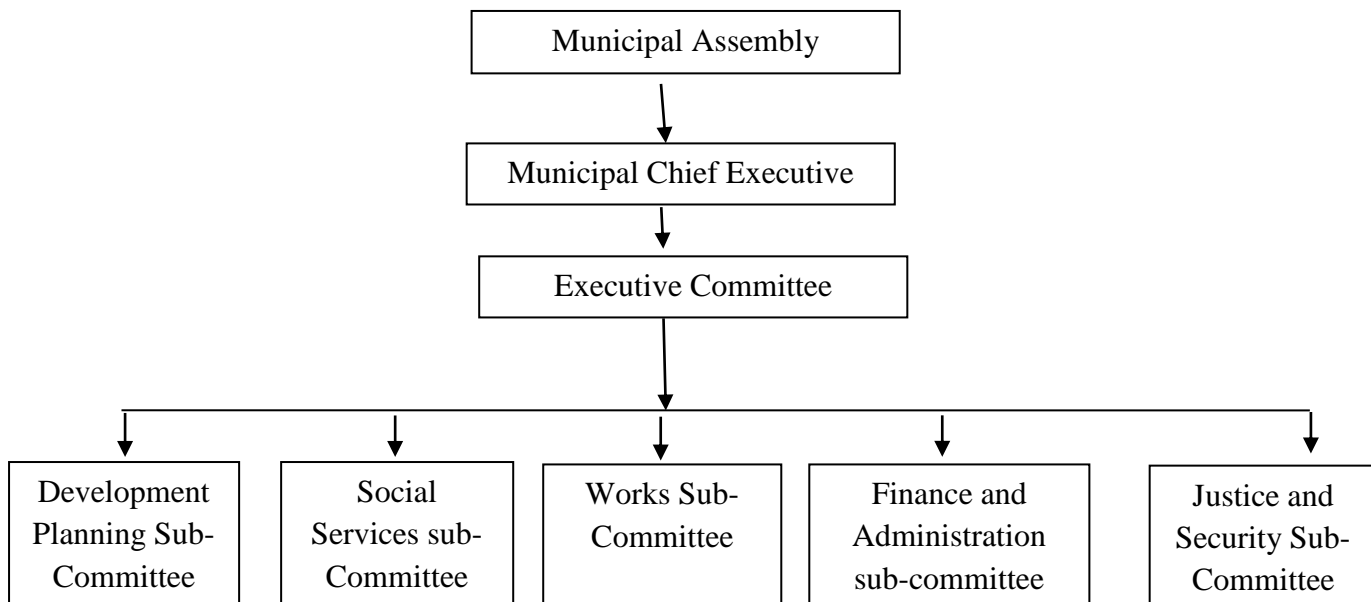 Municipal Assembly
Municipal Chief Executive
Executive Committee
Development
Planning Sub-
Committee
Social
Services sub-
Committee
Works Sub-
Committee
Finance and
Administration
sub-committee
Justice and
Security Sub-
Committee